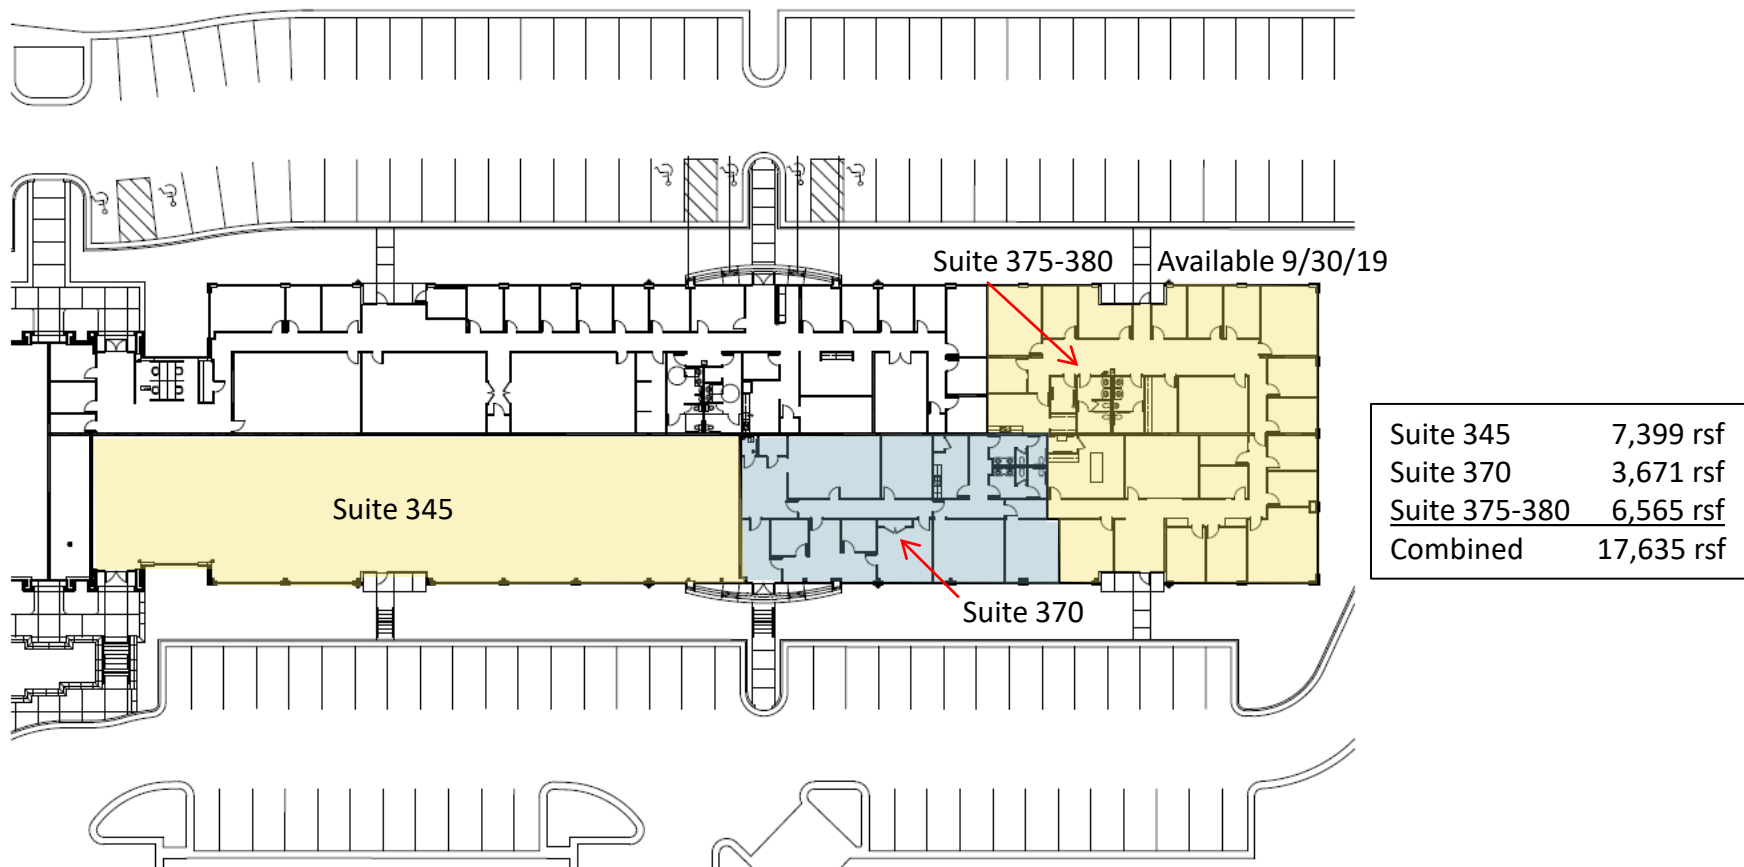 Suite 375-380
Available 9/30/19
Suite 345
Suite 370
Suite 345 7,399 rsf
Suite 370 3,671 rsf
Suite 375-380 6,565 rsf
Combined 17,635 rsf